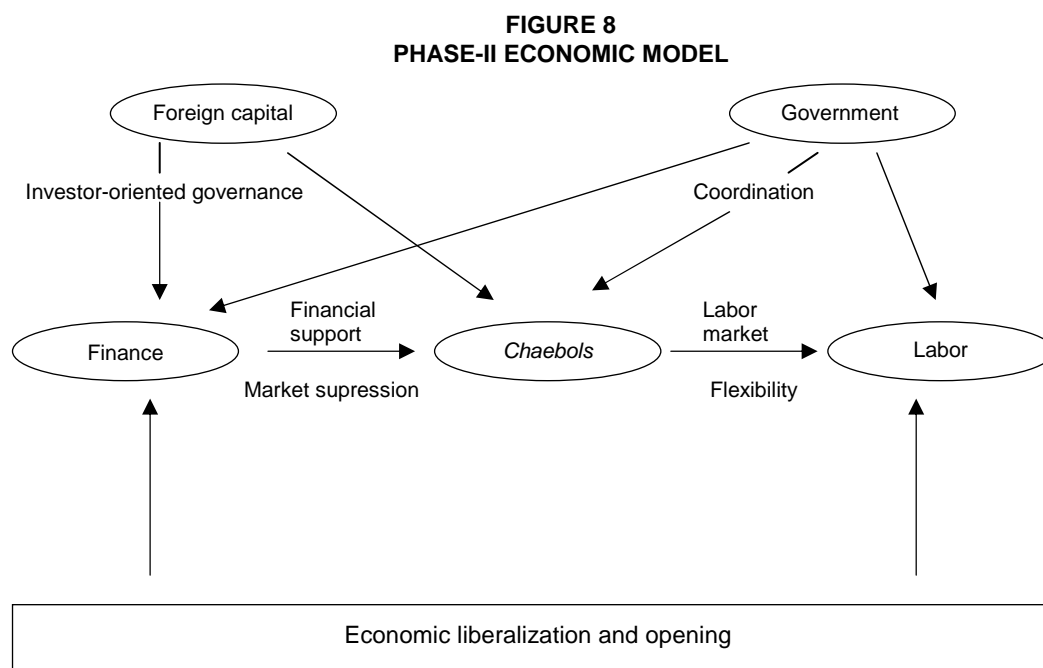 FIGURE 8
PHASE-II ECONOMIC MODEL
Foreign capital
Government
Investor-oriented governance
Coordination
Financial
support
Labor
market
Finance
Chaebols
Labor
Market supression
Flexibility
Economic liberalization and opening